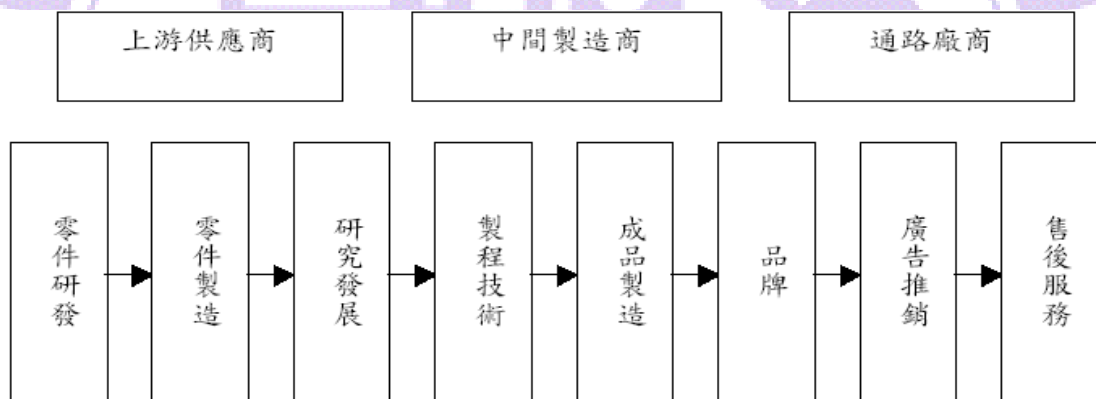 上游供應商
中間製造商
通路廠商
零件研發
零件製造
研究發展
製程技術
成品製造
品牌
廣告推銷
售後服務